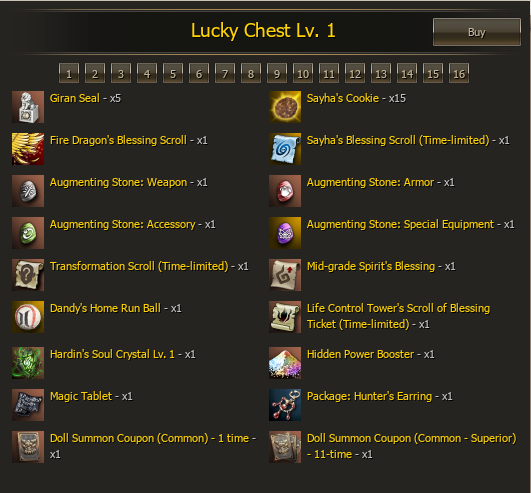 Lucky Chest Lv. 1
Buy
1 2 3 4 5 6 7 8 9 10 11 12 13 14 15 16
Giran Seal - x5
Sayha's Cookie - x15
Fire Dragon's Blessing Scroll - x1
Sayha's Blessing Scroll (Time-limited) - x1
Augmenting Stone: Weapon - x1
Augmenting Stone: Armor - x1
Augmenting Stone: Accessory - x1
Augmenting Stone: Special Equipment - x1
Transformation Scroll (Time-limited) - x1
Mid-grade Spirit's Blessing - x1
Dandy's Home Run Ball - x1
Life Control Tower's Scroll of Blessing
Ticket (Time-limited) - x1
Hardin's Soul Crystal Lv. 1 - x1
Hidden Power Booster - x1
Magic Tablet - x1
Package: Hunter's Earring - x1
Doll Summon Coupon (Common) - 1 time -
x1
Doll Summon Coupon (Common - Superior)
- 11-time - x1